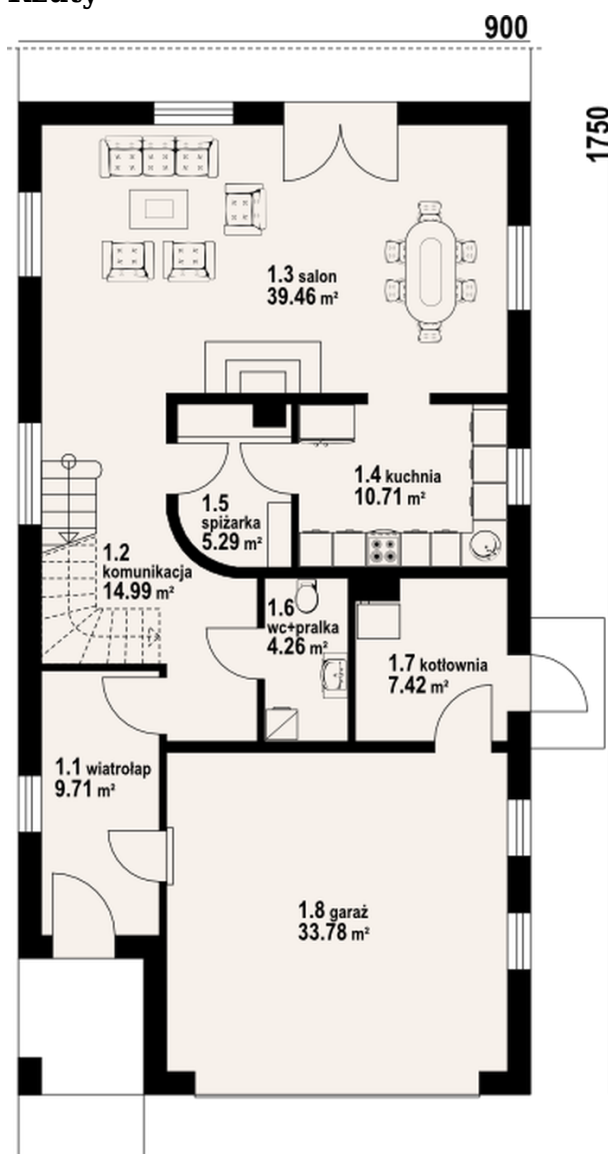 Rzuty
900
1750
1.3 salon
39.46 m²
1.4 kuchnia
10.71 m²
1.5
spiżarka
5.29 m²
1.2
komunikacja
14.99 m²
1.6
wc+pralka
4.26 m²
1.7 kotłownia
7.42 m²
1.1 wiatrołap
9.71 m²
1.8 garaż
33.78 m²